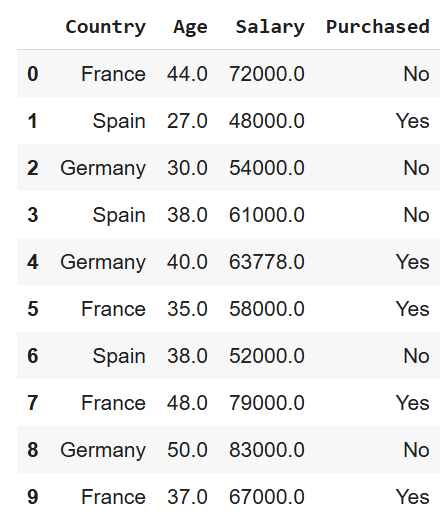 Country Age Salary Purchased
0 France 44.0 72000.0 No
1 Spain 27.0 48000.0 Yes
2 Germany 30.0 54000.0 No
3 Spain 38.0 61000.0 No
4 Germany 40.0 63778.0 Yes
5 France 35.0 58000.0 Yes
6 Spain 38.0 52000.0 No
7 France 48.0 79000.0 Yes
8 Germany 50.0 83000.0 No
9 France 37.0 67000.0 Yes